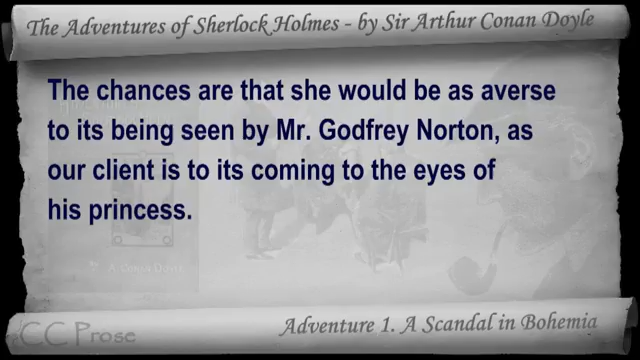 The Adventures of Sherlock Holmes - by Sir Arthur Conan Doyle
The chances are that she would be as averse
to its being seen by Mr. Godfrey Norton, as
our client is to its coming to the eyes of
his princess.
A. CONAN DOYLE
Adventure 1. A Scandal in Bohemia
CC Prose